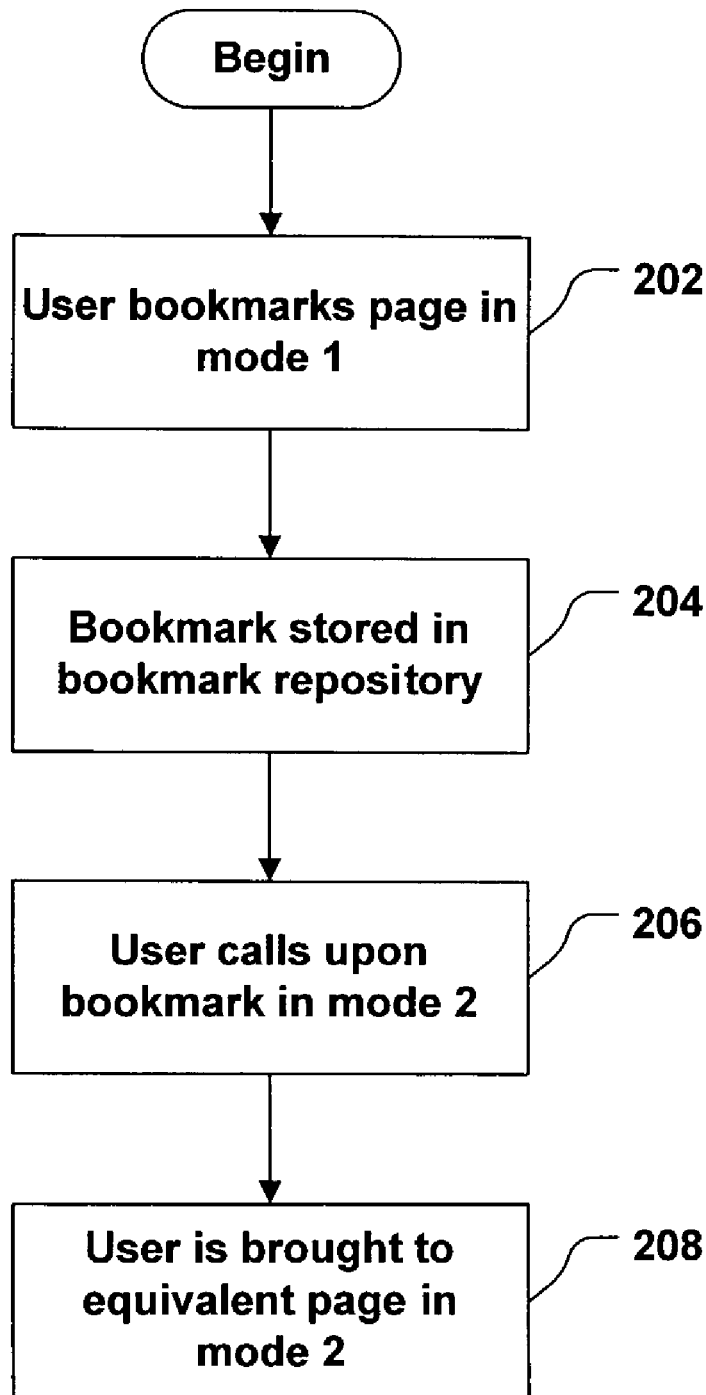 Begin
User bookmarks page in
mode 1
202
Bookmark stored in
bookmark repository
204
User calls upon
bookmark in mode 2
206
User is brought to
equivalent page in
mode 2
208